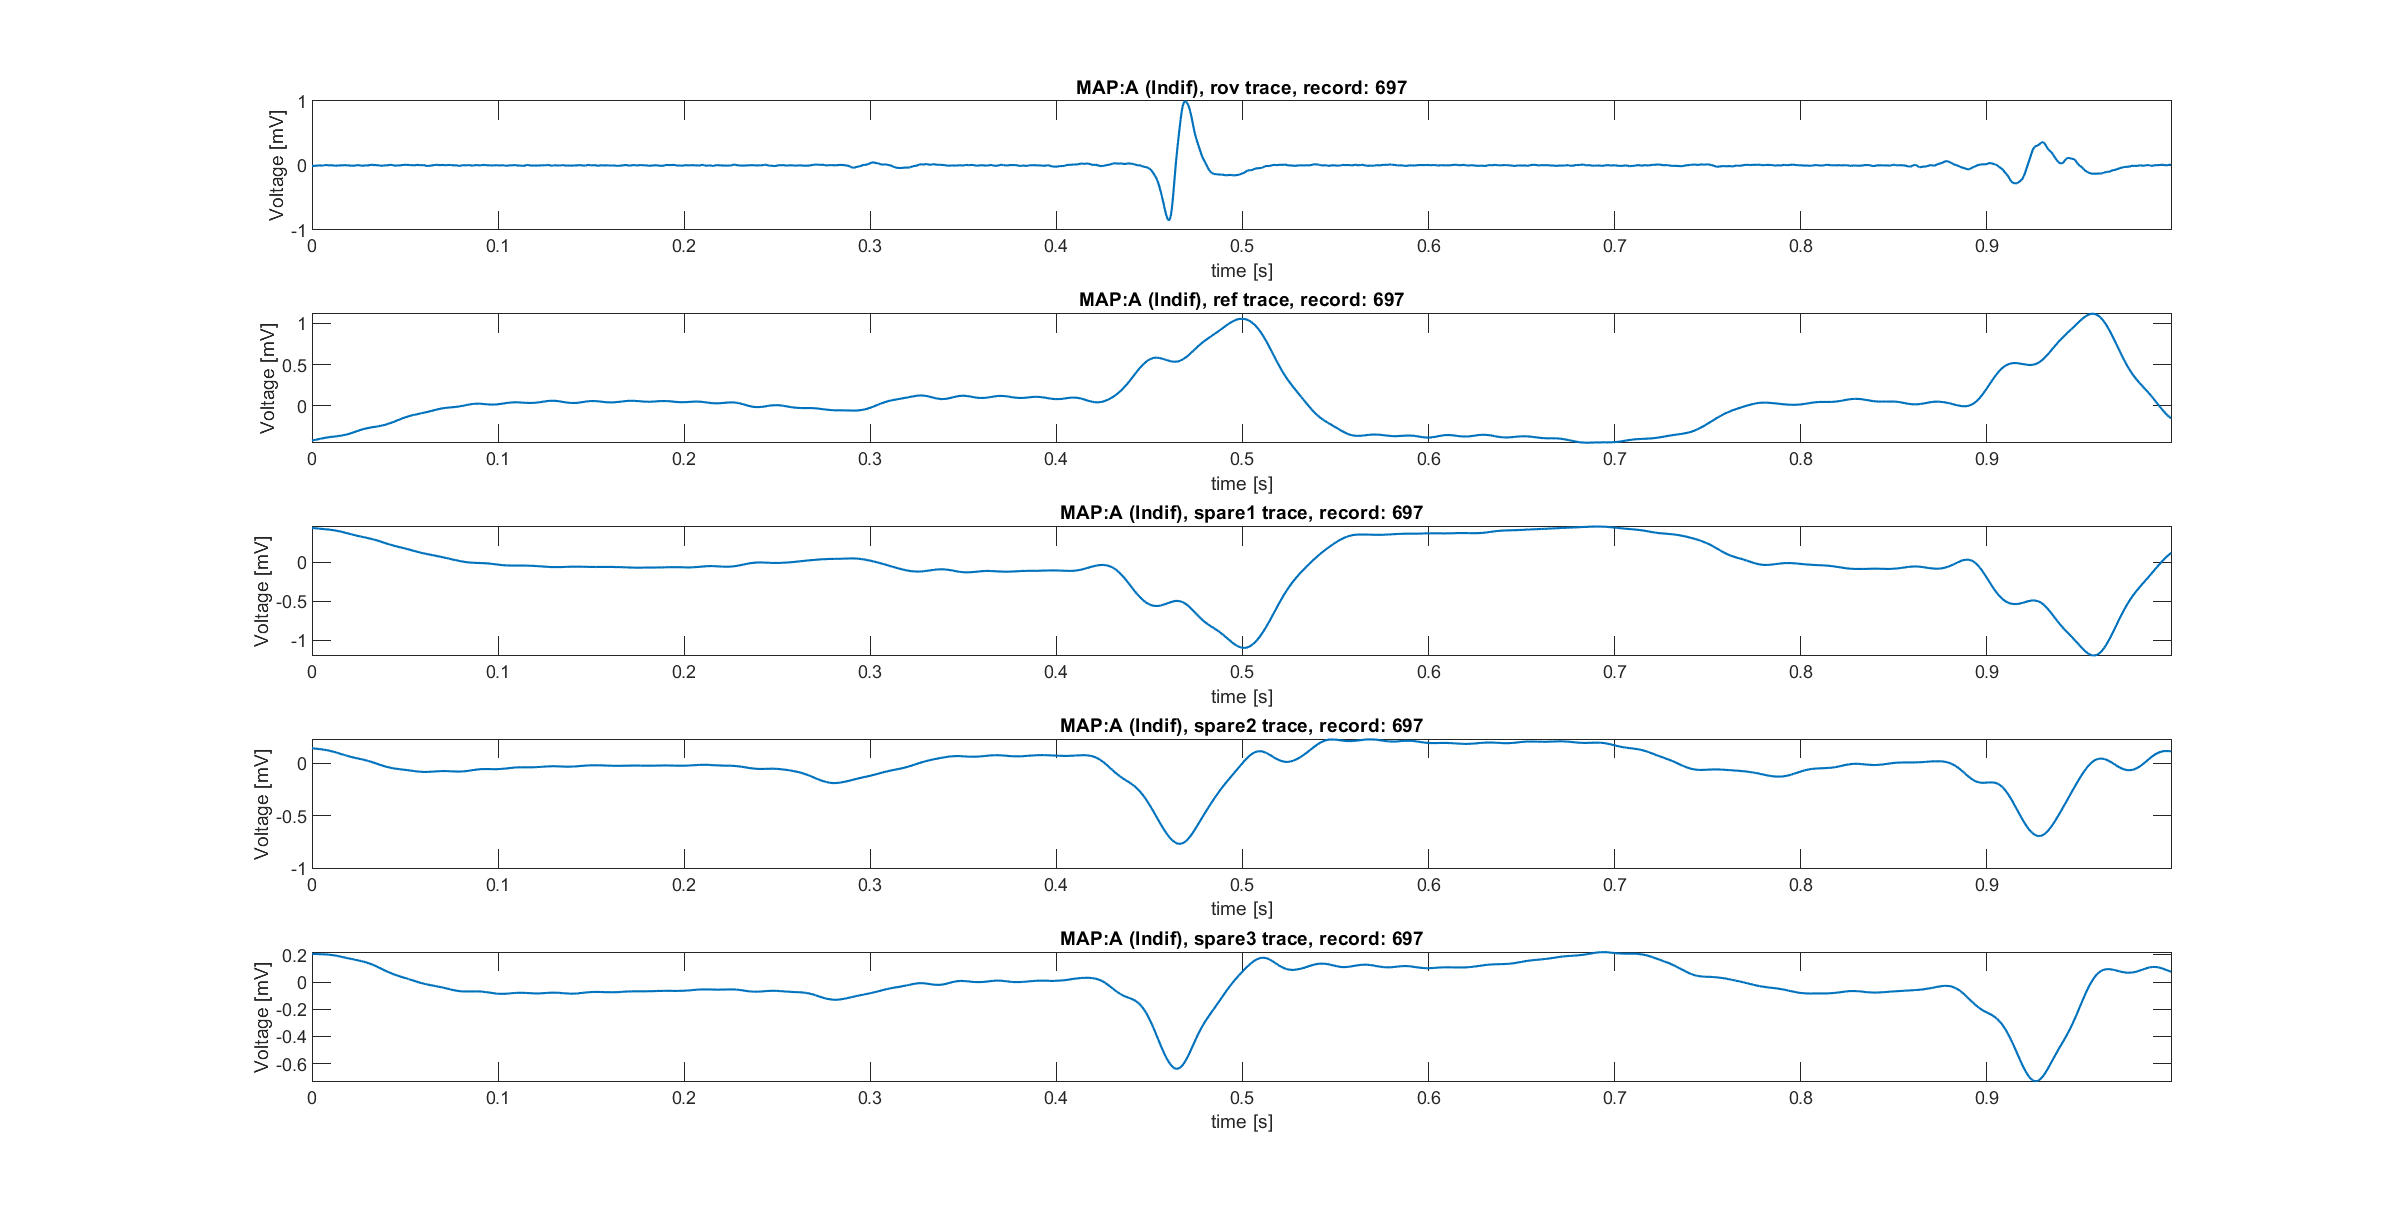 MAP:A (Indif), rov trace, record: 697
Voltage [mV]
1
0
-1
0 0.1 0.2 0.3 0.4 0.5 0.6 0.7 0.8 0.9
time [s]
MAP:A (Indif), ref trace, record: 697
Voltage [mV]
1
0.5
0
0 0.1 0.2 0.3 0.4 0.5 0.6 0.7 0.8 0.9
time [s]
MAP:A (Indif), spare1 trace, record: 697
Voltage [mV]
0
-0.5
-1
0 0.1 0.2 0.3 0.4 0.5 0.6 0.7 0.8 0.9
time [s]
MAP:A (Indif), spare2 trace, record: 697
Voltage [mV]
0
-0.5
-1
0 0.1 0.2 0.3 0.4 0.5 0.6 0.7 0.8 0.9
time [s]
MAP:A (Indif), spare3 trace, record: 697
Voltage [mV]
0.2
0
-0.2
-0.4
-0.6
0 0.1 0.2 0.3 0.4 0.5 0.6 0.7 0.8 0.9
time [s]